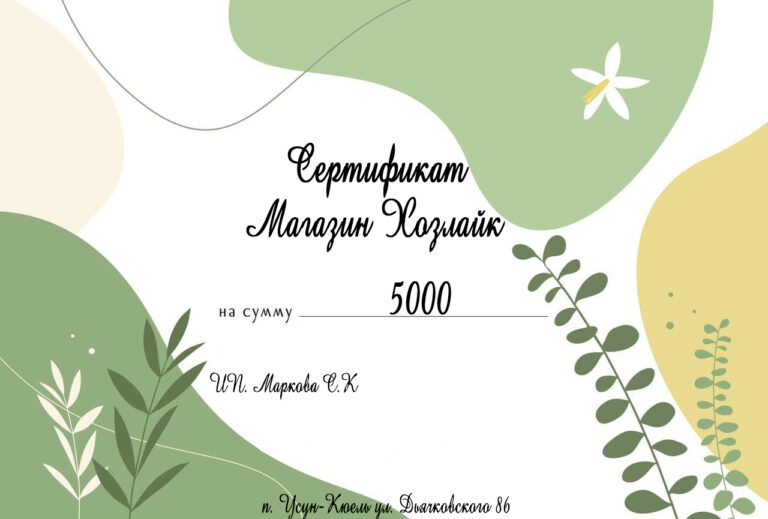 Сертификат
Магазин Хозлайк
на сумму 5000
ИП. Маркова С.К
п. Усун-Кюель ул. Дьячковского 86